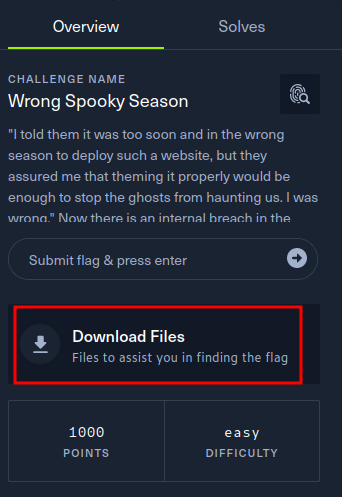 Overview
Solves
CHALLENGE NAME
Wrong Spooky Season
"I told them it was too soon and in the wrong
season to deploy such a website, but they
assured me that theming it properly would be
enough to stop the ghosts from haunting us. I was
wrong." Now there is an internal breach in the
Submit flag & press enter
Download Files
Files to assist you in finding the flag
1000
POINTS
easy
DIFFICULTY